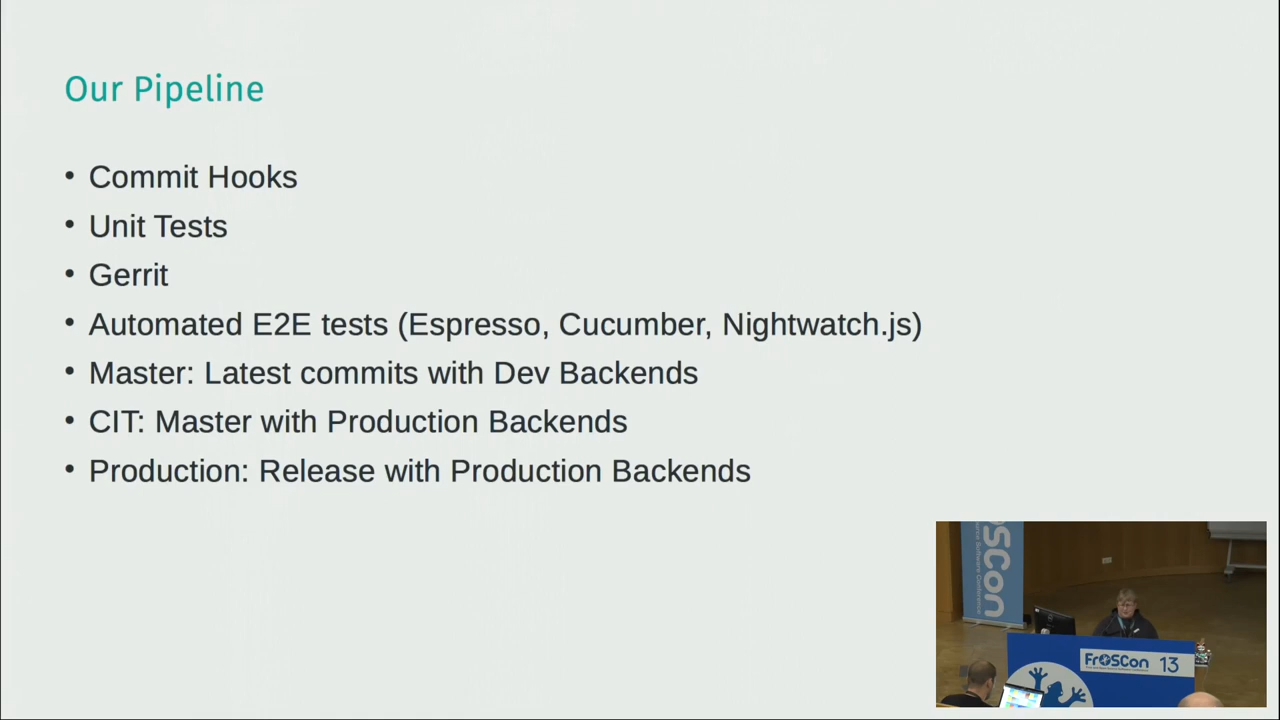 Our Pipeline
• Commit Hooks
• Unit Tests
• Gerrit
• Automated E2E tests (Espresso, Cucumber, Nightwatch.js)
• Master: Latest commits with Dev Backends
• CIT: Master with Production Backends
• Production: Release with Production Backends
FrOSCon 13